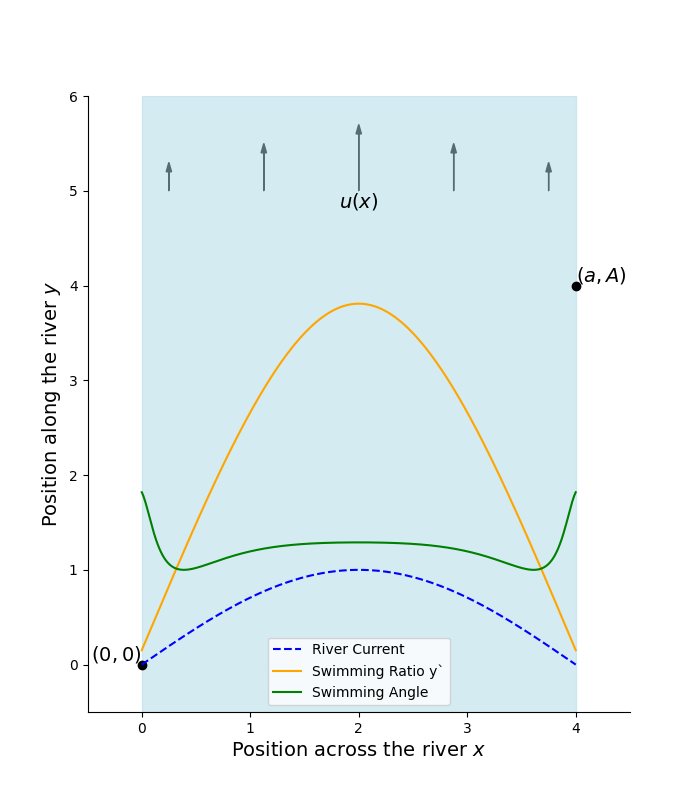 6
5
4
3
2
1
0
Position along the river y
u(x)
(a, A)
(0, 0)
River Current
Swimming Ratio y`
Swimming Angle
0 1 2 3 4
Position across the river x